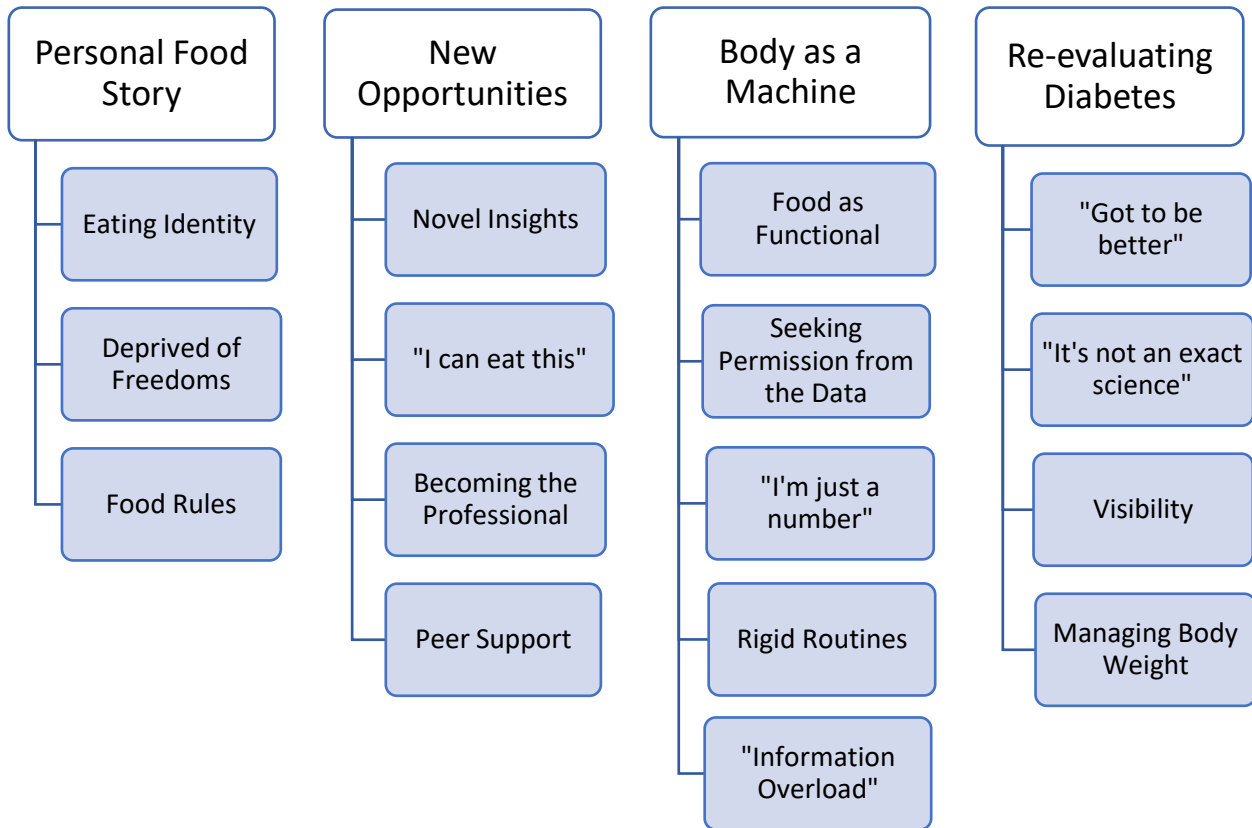 Personal Food
Story
Eating Identity
Deprived of
Freedoms
Food Rules
New
Opportunities
Novel Insights
"I can eat this"
Becoming the
Professional
Peer Support
Body as a
Machine
Food as
Functional
Seeking
Permission from
the Data
"I'm just a
number"
Rigid Routines
"Information
Overload"
Re-evaluating
Diabetes
"Got to be
better"
"It's not an exact
science"
Visibility
Managing Body
Weight